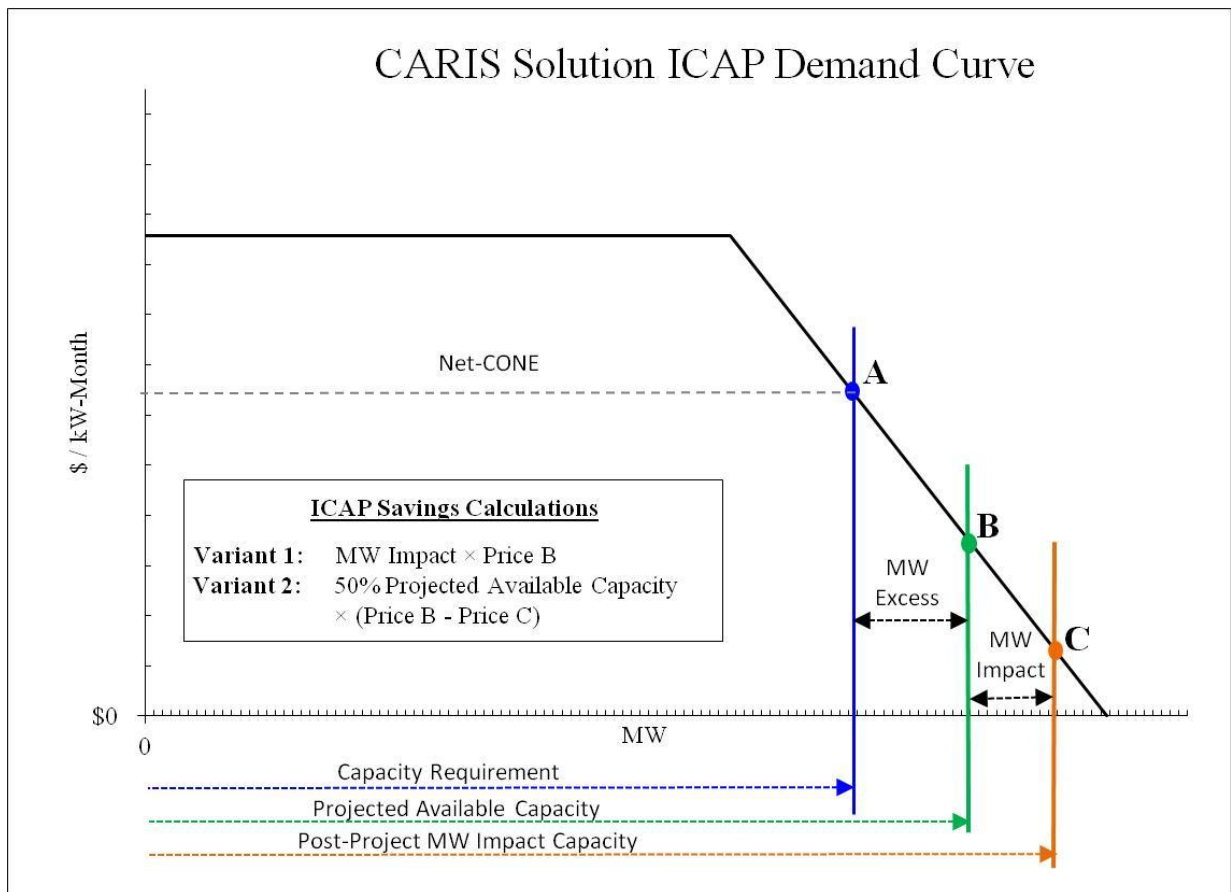 CARIS Solution ICAP Demand Curve
$ / kW-Month
Net-CONE
A
ICAP Savings Calculations
Variant 1: MW Impact × Price B
Variant 2: 50% Projected Available Capacity
× (Price B - Price C)
B
MW
Excess
C
MW
Impact
$0
0
MW
Capacity Requirement
Projected Available Capacity
Post-Project MW Impact Capacity